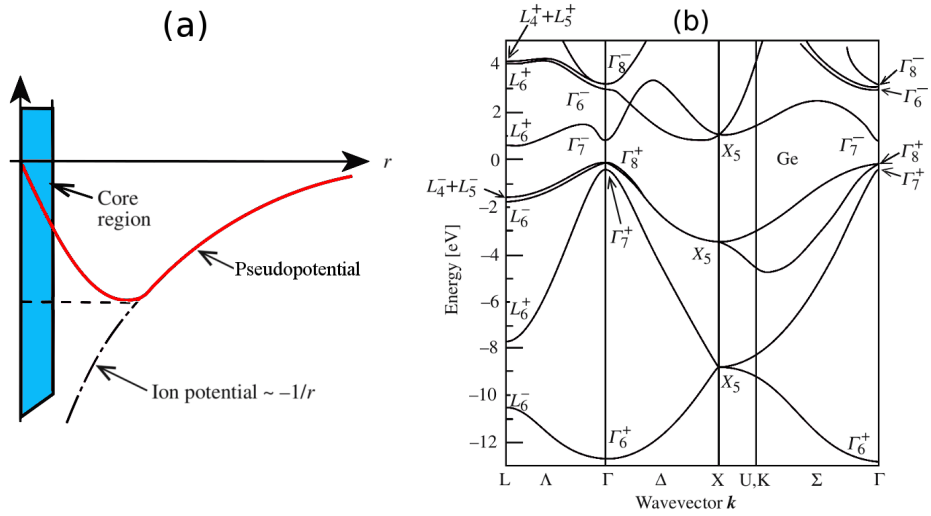 (a)
r
Core
region
Pseudopotential
Ion potential ~ –1/r
(b)
L₄⁺+L₅⁺
4
L₆⁺
Γ₈⁻
Γ₆⁻
Γ₈⁻
Γ₆⁻
2
L₆⁺
Γ₇⁻
X₅
Ge
Γ₇⁻
0
Γ₈⁺
Γ₈⁺
Γ₇⁺
L₄⁻+L₅⁻
–2
L₆⁻
Γ₇⁺
–4
X₅
Energy [eV]
–6
L₆⁺
–8
X₅
–10
L₆⁻
–12
Γ₆⁺
Γ₆⁺
L Λ Γ Δ X U,K Σ Γ
Wavevector k